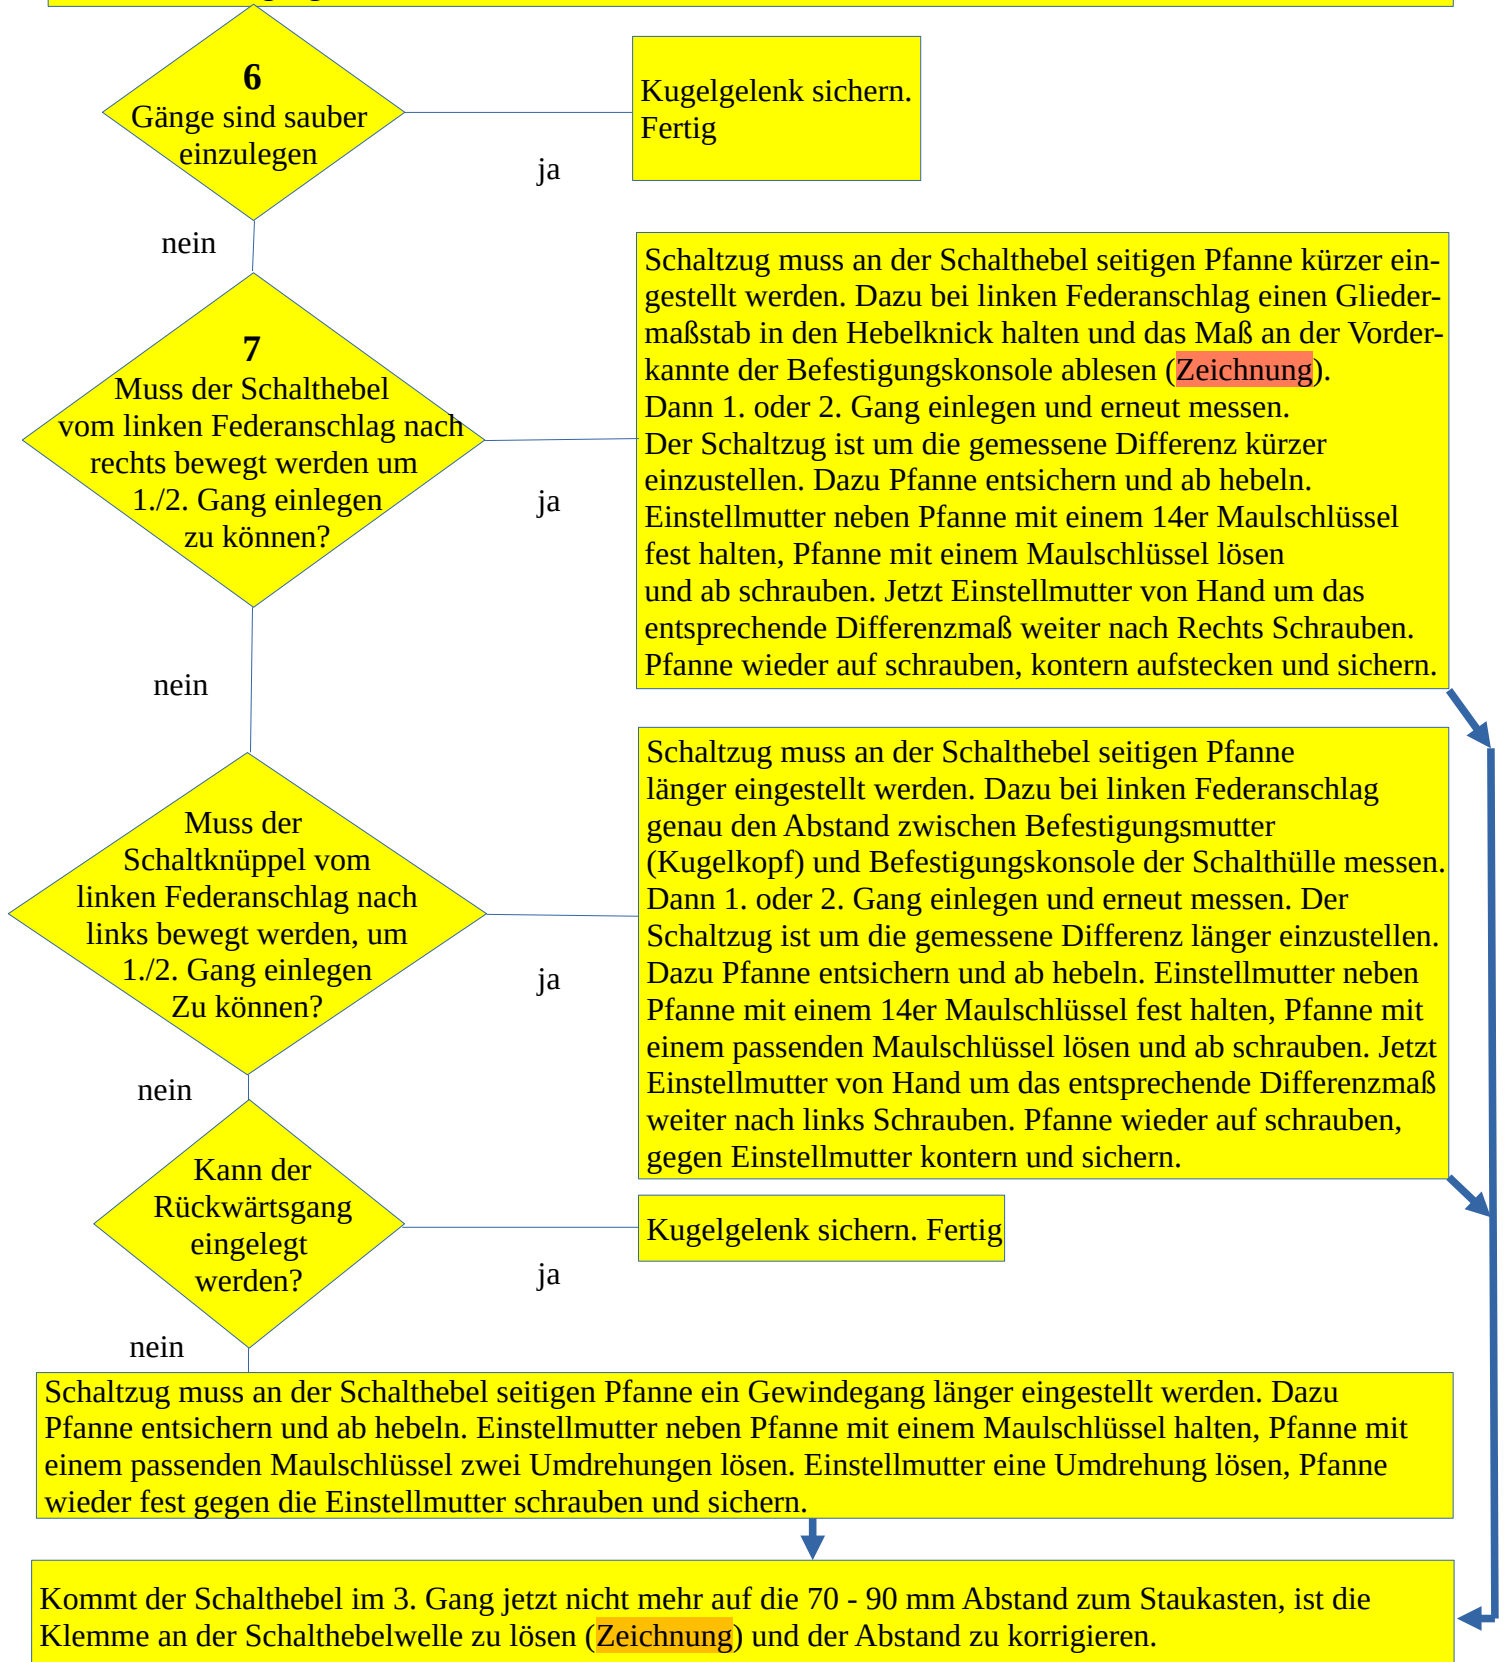 6
Gänge sind sauber
einzulegen
ja
Kugelgelenk sichern.
Fertig
nein
7
Muss der Schalthebel
vom linken Federanschlag nach
rechts bewegt werden um
1./2. Gang einlegen
zu können?
ja
Schaltzug muss an der Schalthebel seitigen Pfanne kürzer ein-
gestellt werden. Dazu bei linken Federanschlag einen Glieder-
maßstab in den Hebelknick halten und das Maß an der Vorder-
kannte der Befestigungskonsole ablesen (Zeichnung).
Dann 1. oder 2. Gang einlegen und erneut messen.
Der Schaltzug ist um die gemessene Differenz kürzer
einzustellen. Dazu Pfanne entsichern und ab hebeln.
Einstellmutter neben Pfanne mit einem 14er Maulschlüssel
fest halten, Pfanne mit einem Maulschlüssel lösen
und ab schrauben. Jetzt Einstellmutter von Hand um das
entsprechende Differenzmaß weiter nach Rechts Schrauben.
Pfanne wieder auf schrauben, kontern aufstecken und sichern.
nein
Muss der
Schaltknüppel vom
linken Federanschlag nach
links bewegt werden, um
1./2. Gang einlegen
Zu können?
ja
Schaltzug muss an der Schalthebel seitigen Pfanne
länger eingestellt werden. Dazu bei linken Federanschlag
genau den Abstand zwischen Befestigungsmutter
(Kugelkopf) und Befestigungskonsole der Schalthülle messen.
Dann 1. oder 2. Gang einlegen und erneut messen. Der
Schaltzug ist um die gemessene Differenz länger einzustellen.
Dazu Pfanne entsichern und ab hebeln. Einstellmutter neben
Pfanne mit einem 14er Maulschlüssel fest halten, Pfanne mit
einem passenden Maulschlüssel lösen und ab schrauben. Jetzt
Einstellmutter von Hand um das entsprechende Differenzmaß
weiter nach links Schrauben. Pfanne wieder auf schrauben,
gegen Einstellmutter kontern und sichern.
nein
Kann der
Rückwärtsgang
eingelegt
werden?
ja
Kugelgelenk sichern. Fertig
nein
Schaltzug muss an der Schalthebel seitigen Pfanne ein Gewindegang länger eingestellt werden. Dazu
Pfanne entsichern und ab hebeln. Einstellmutter neben Pfanne mit einem Maulschlüssel halten, Pfanne mit
einem passenden Maulschlüssel zwei Umdrehungen lösen. Einstellmutter eine Umdrehung lösen, Pfanne
wieder fest gegen die Einstellmutter schrauben und sichern.
Kommt der Schalthebel im 3. Gang jetzt nicht mehr auf die 70 - 90 mm Abstand zum Staukasten, ist die
Klemme an der Schalthebelwelle zu lösen (Zeichnung) und der Abstand zu korrigieren.